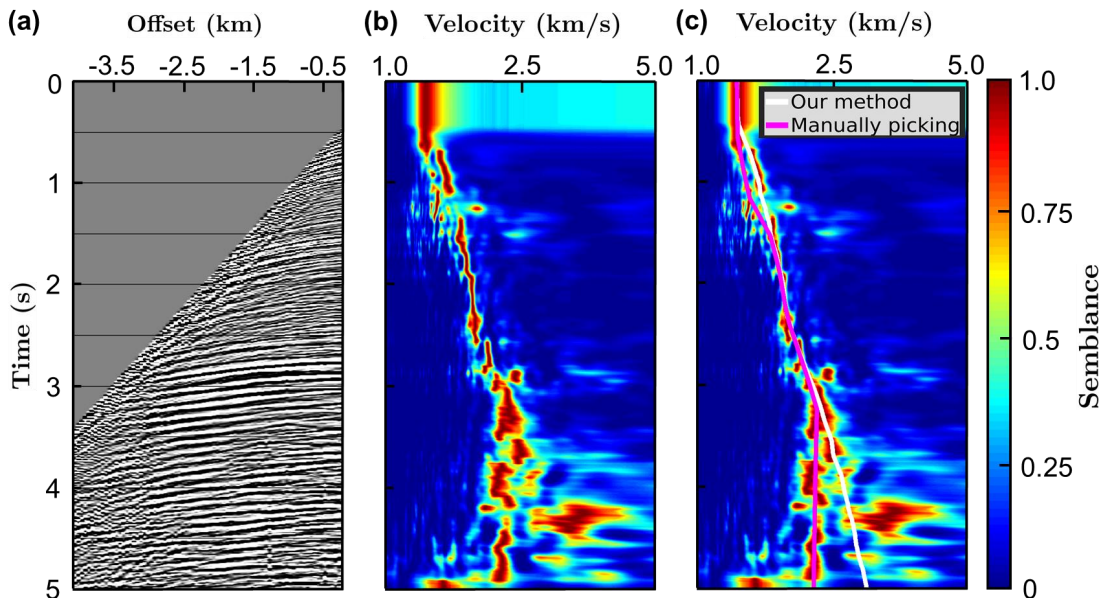 (a) Offset (km) (b) Velocity (km/s) (c) Velocity (km/s)
-3.5 -2.5 -1.5 -0.5 1.0 2.5 5.0 1.0 2.5 5.0
0
1
2
3
4
5
Time (s)
Our method
Manually picking
1.0
0.75
0.5
0.25
0
Semblance